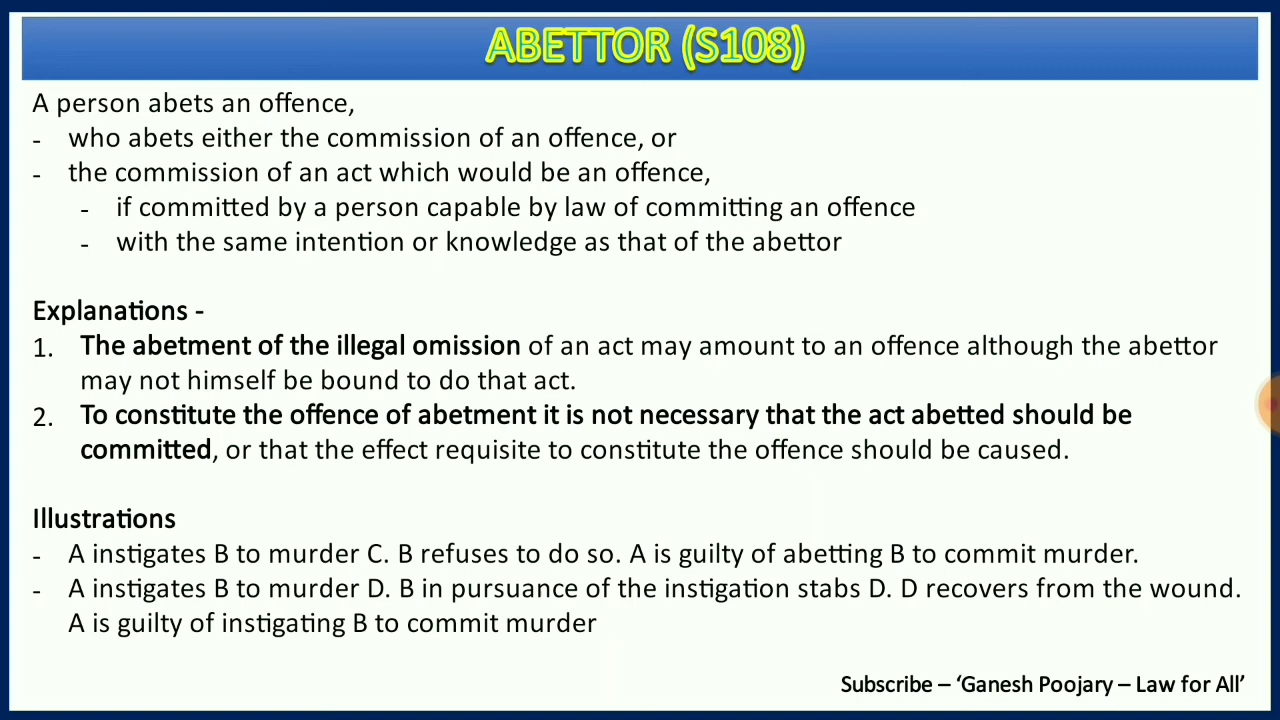 ABETTOR (S108)
A person abets an offence,
- who abets either the commission of an offence, or
- the commission of an act which would be an offence,
- if committed by a person capable by law of committing an offence
- with the same intention or knowledge as that of the abettor
Explanations -
1. The abetment of the illegal omission of an act may amount to an offence although the abettor
may not himself be bound to do that act.
2. To constitute the offence of abetment it is not necessary that the act abetted should be
committed, or that the effect requisite to constitute the offence should be caused.
Illustrations
- A instigates B to murder C. B refuses to do so. A is guilty of abetting B to commit murder.
- A instigates B to murder D. B in pursuance of the instigation stabs D. D recovers from the wound.
A is guilty of instigating B to commit murder
Subscribe – ‘Ganesh Poojary – Law for All’